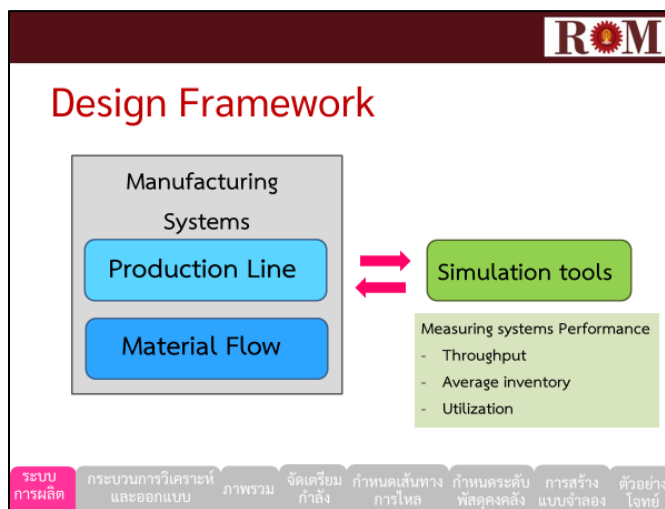 ROM
Design Framework
Manufacturing
Systems
Production Line
Material Flow
Simulation tools
Measuring systems Performance
- Throughput
- Average inventory
- Utilization
ระบบ
การผลิต
กระบวนการวิเคราะห์
และออกแบบ
ภาพรวม
จัดเตรียม
กำลัง
กำหนดเส้นทาง
การไหล
กำหนดระดับ
พัสดุคงคลัง
การสร้าง
แบบจำลอง
ตัวอย่าง
โจทย์